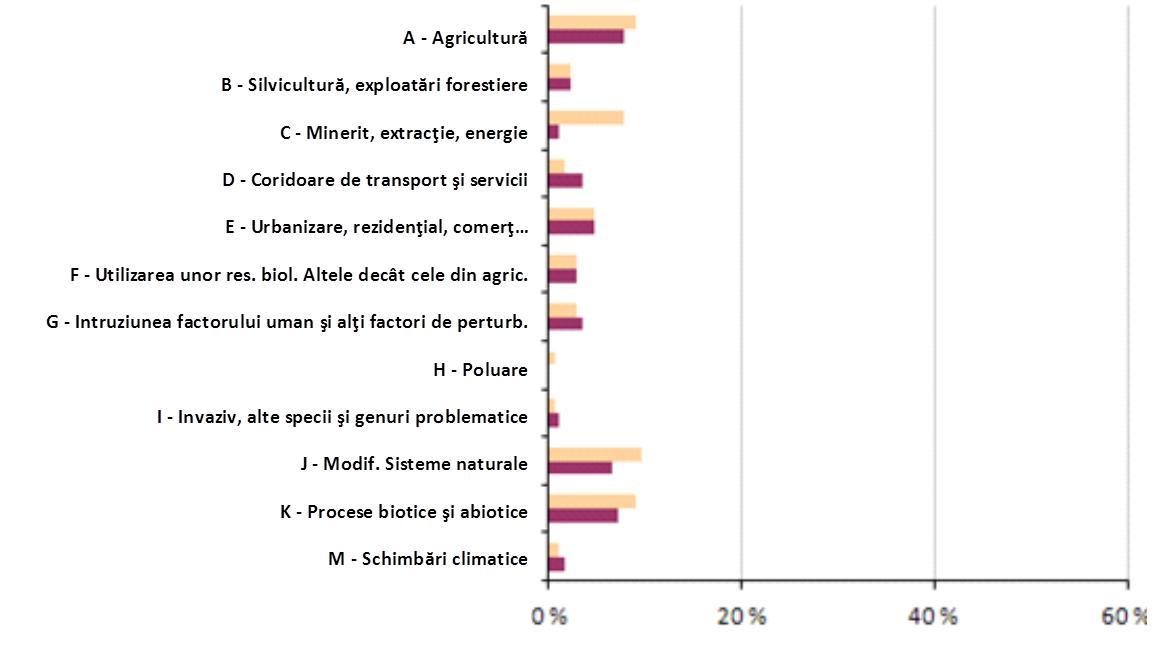 A - Agricultură
B - Silvicultură, exploatări forestiere
C - Minerit, extracţie, energie
D - Coridoare de transport şi servicii
E - Urbanizare, rezidenţial, comerţ...
F - Utilizarea unor res. biol. Altele decât cele din agric.
G - Intruziunea factorului uman şi alţi factori de perturb.
H - Poluare
I - Invaziv, alte specii şi genuri problematice
J - Modif. Sisteme naturale
K - Procese biotice şi abiotice
M - Schimbări climatice
0 % 20 % 40 % 60 %